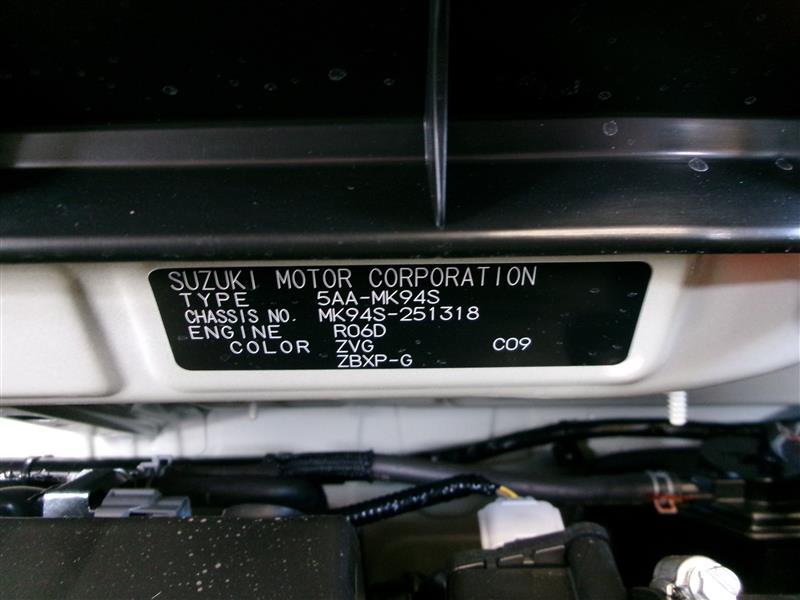 SUZUKI MOTOR CORPORATION
TYPE 5AA-MK94S
CHASSIS NO. MK94S-251318
ENGINE R06D
COLOR ZVG C09
ZBXP-G